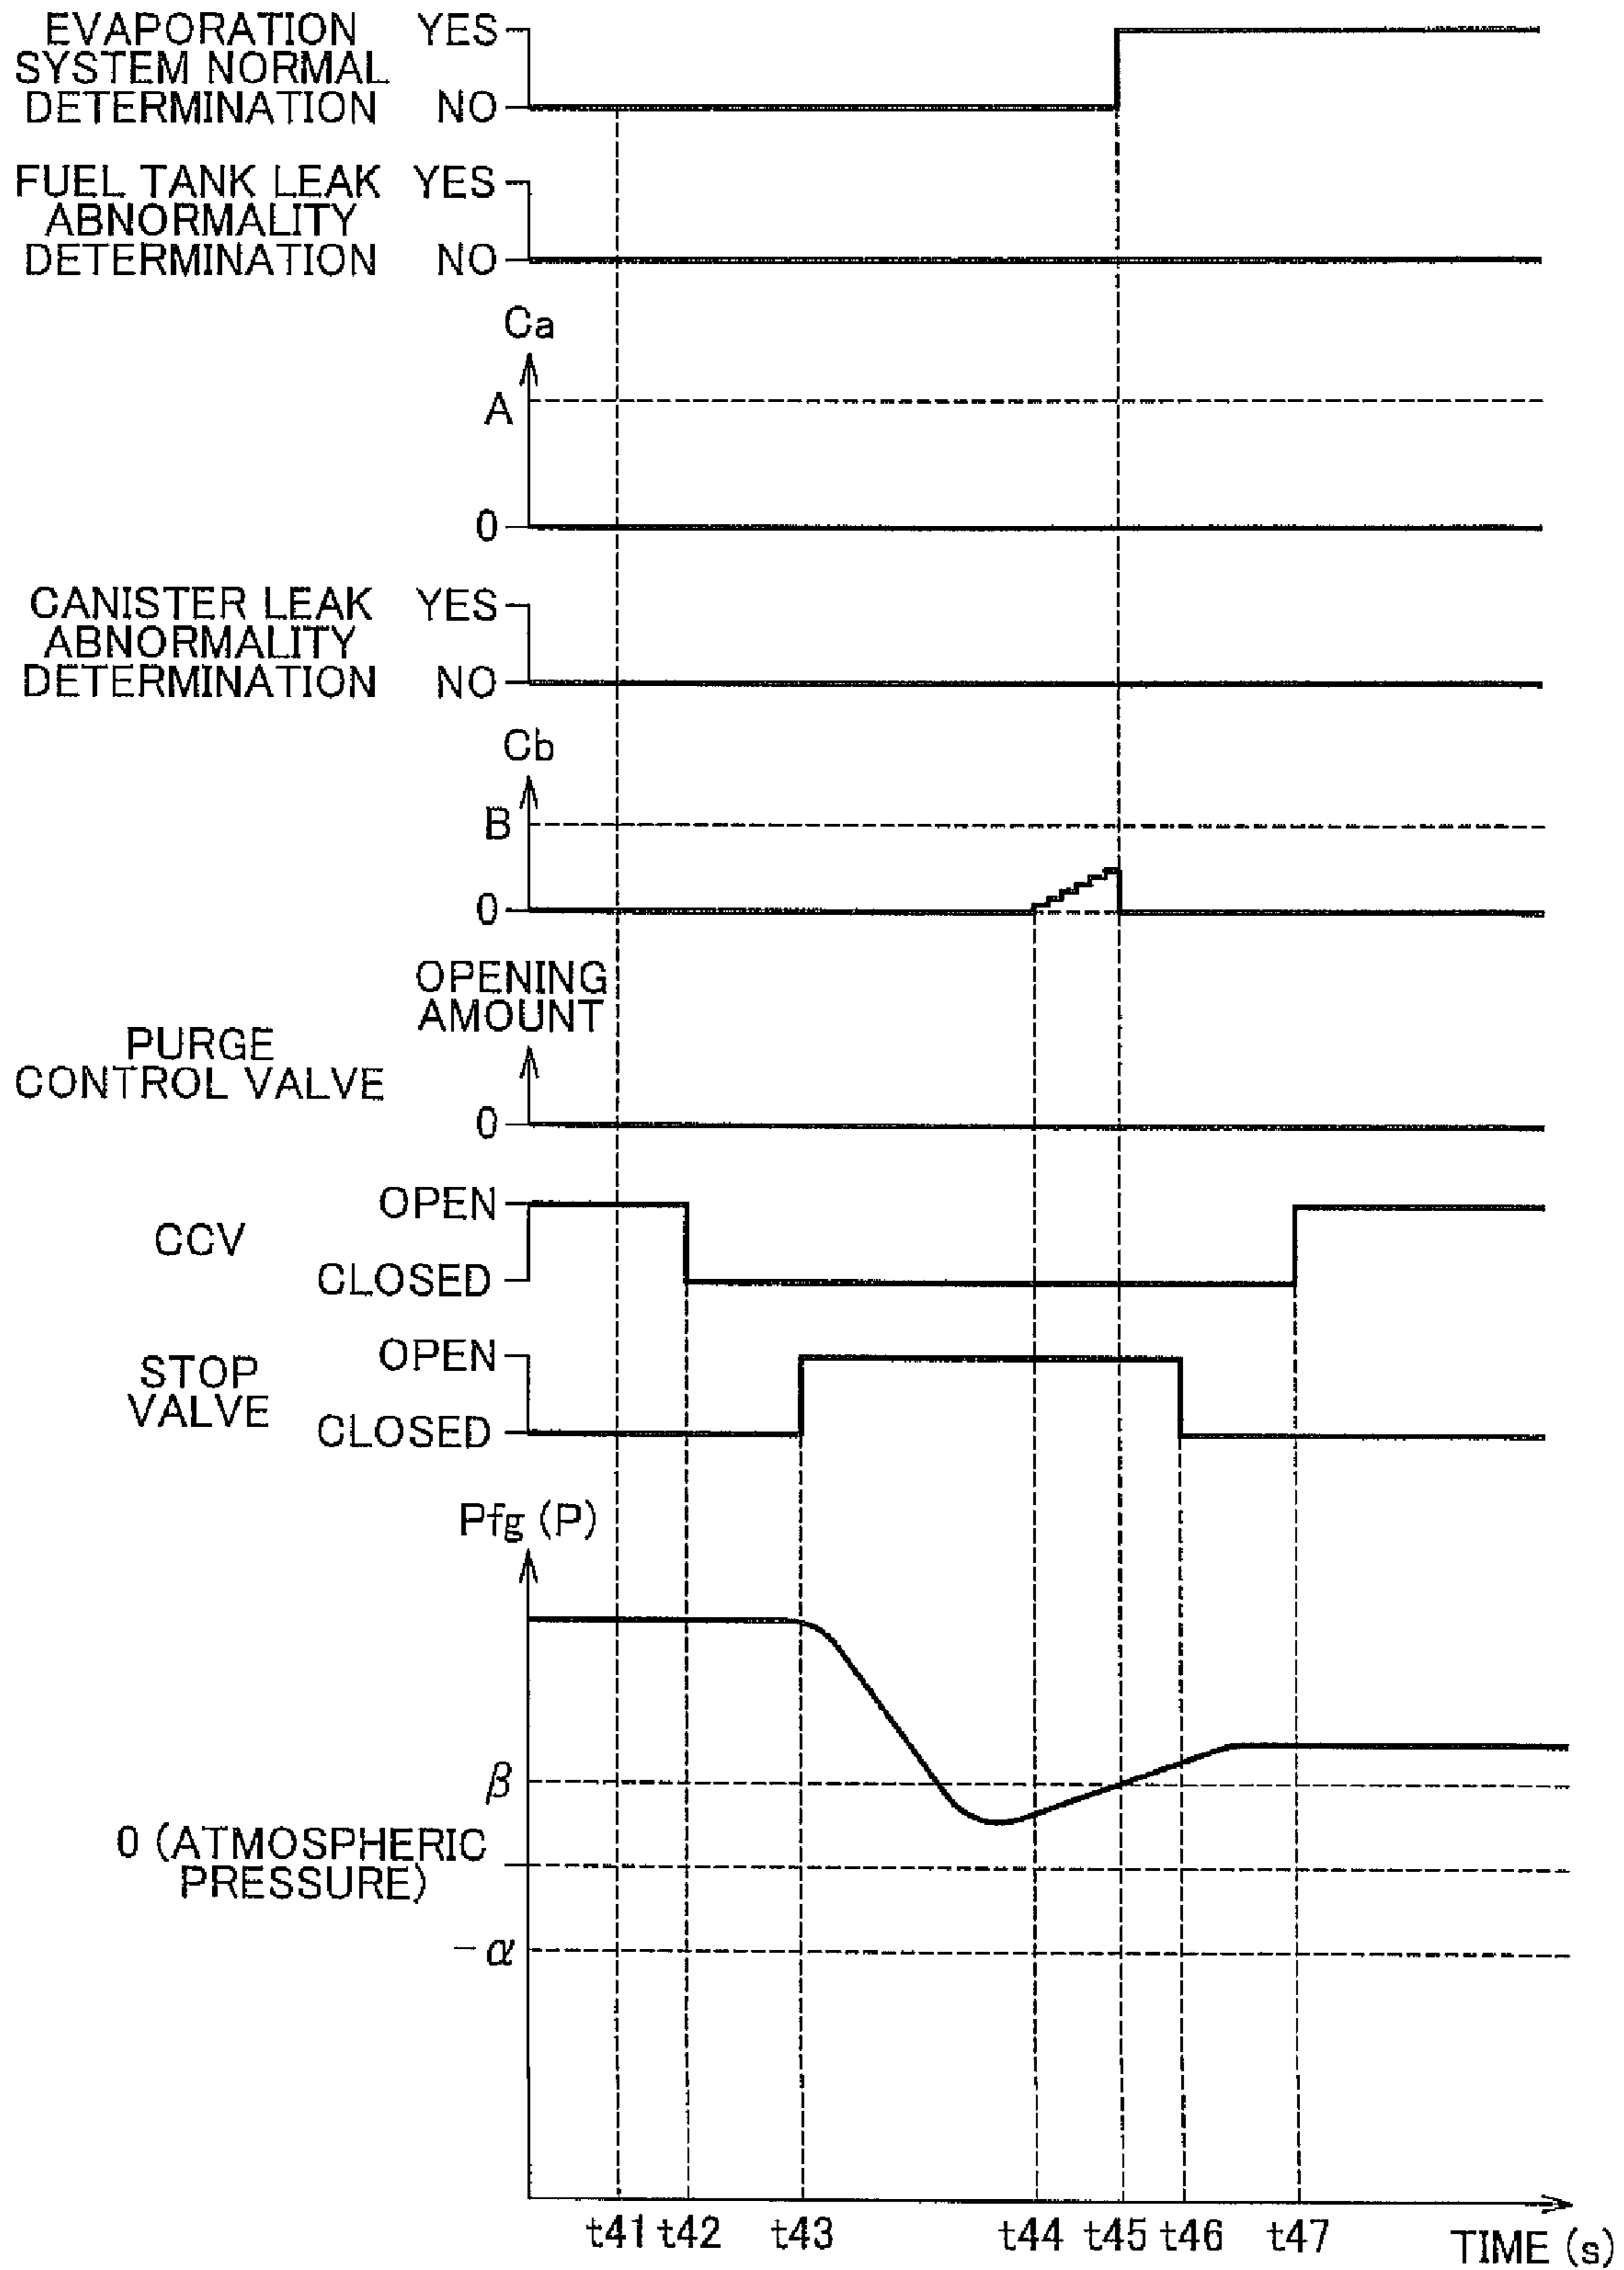 EVAPORATION
SYSTEM NORMAL
DETERMINATION
YES
NO
FUEL TANK LEAK
ABNORMALITY
DETERMINATION
YES
NO
Ca
A
0
CANISTER LEAK
ABNORMALITY
DETERMINATION
YES
NO
Cb
B
0
OPENING
AMOUNT
PURGE
CONTROL VALVE
0
CCV
OPEN
CLOSED
STOP
VALVE
OPEN
CLOSED
Pfg (P)
β
0 (ATMOSPHERIC
PRESSURE)
-α
t41 t42 t43 t44 t45 t46 t47
TIME (s)